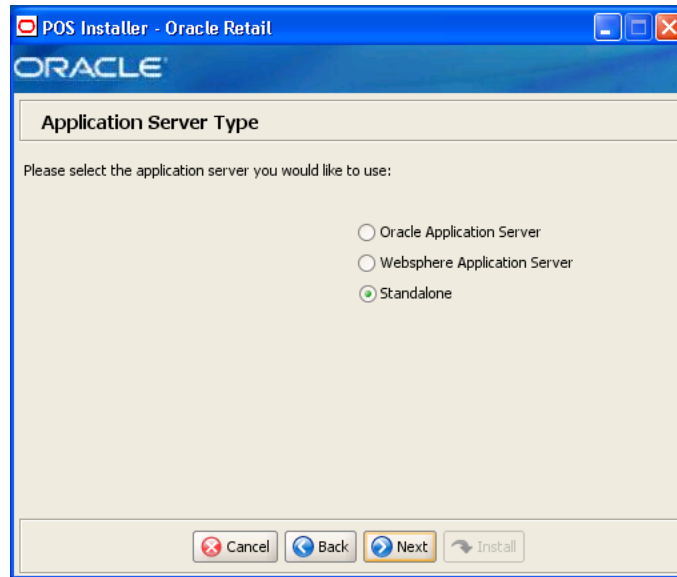 POS Installer - Oracle Retail
ORACLE
Application Server Type
Please select the application server you would like to use:
Oracle Application Server
Websphere Application Server
Standalone
Cancel Back Next Install